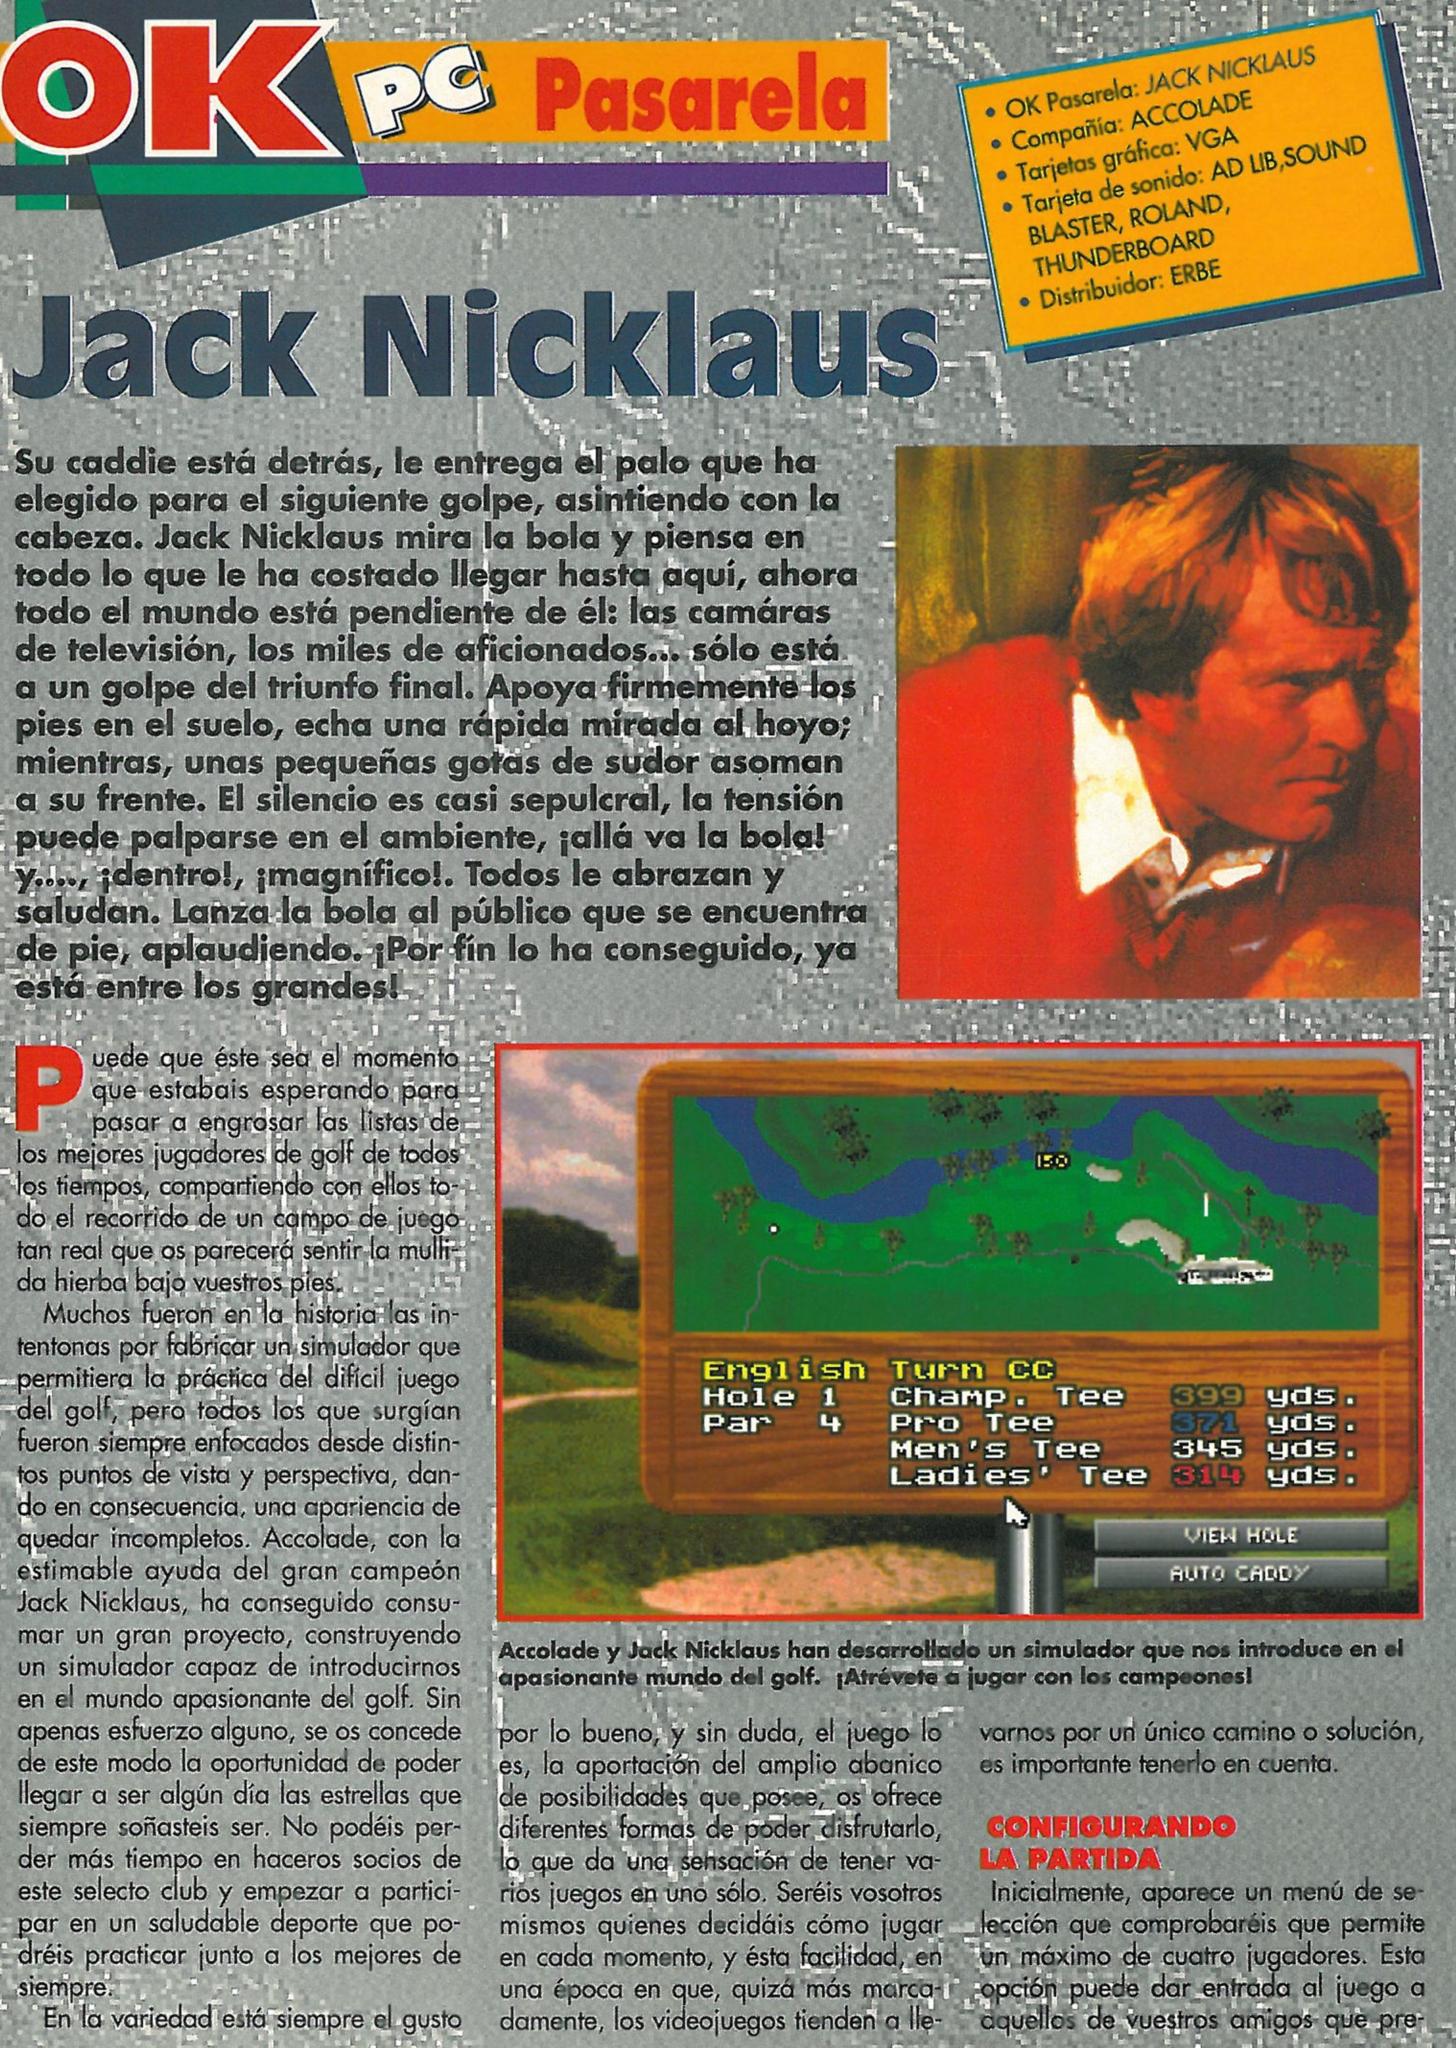 OK PC Pasarela
• OK Pasarela: JACK NICKLAUS
• Compañía: ACCOLADE
• Tarjetas gráfica: VGA
• Tarjeta de sonido: AD LIB,SOUND
BLASTER, ROLAND,
THUNDERBOARD
• Distribuidor: ERBE
Jack Nicklaus
Su caddie está detrás, le entrega el palo que ha
elegido para el siguiente golpe, asintiendo con la
cabeza. Jack Nicklaus mira la bola y piensa en
todo lo que le ha costado llegar hasta aquí, ahora
todo el mundo está pendiente de él: las camáras
de televisión, los miles de aficionados... sólo está
a un golpe del triunfo final. Apoya firmemente los
pies en el suelo, echa una rápida mirada al hoyo;
mientras, unas pequeñas gotas de sudor asoman
a su frente. El silencio es casi sepulcral, la tensión
puede palparse en el ambiente, ¡allá va la bola!
y...., ¡dentro!, ¡magnífico!. Todos le abrazan y
saludan. Lanza la bola al público que se encuentra
de pie, aplaudiendo. ¡Por fín lo ha conseguido, ya
está entre los grandes!
Puede que éste sea el momento
que estabais esperando para
pasar a engrosar las listas de
los mejores jugadores de golf de todos
los tiempos, compartiendo con ellos to-
do el recorrido de un campo de juego
tan real que os parecerá sentir la mulli-
da hierba bajo vuestros pies.
Muchos fueron en la historia las in-
tentonas por fabricar un simulador que
permitiera la práctica del difícil juego
del golf, pero todos los que surgían
fueron siempre enfocados desde distin-
tos puntos de vista y perspectiva, dan-
do en consecuencia, una apariencia de
quedar incompletos. Accolade, con la
estimable ayuda del gran campeón
Jack Nicklaus, ha conseguido consu-
mar un gran proyecto, construyendo
un simulador capaz de introducirnos
en el mundo apasionante del golf. Sin
apenas esfuerzo alguno, se os concede
de este modo la oportunidad de poder
llegar a ser algún día las estrellas que
siempre soñasteis ser. No podéis per-
der más tiempo en haceros socios de
este selecto club y empezar a partici-
par en un saludable deporte que po-
dréis practicar junto a los mejores de
siempre.
En la variedad está siempre el gusto
150
English Turn CC
Hole 1 Champ. Tee 399 yds.
Par 4 Pro Tee 371 yds.
Men's Tee 345 yds.
Ladies' Tee 314 yds.
VIEW HOLE
AUTO CADDY
Accolade y Jack Nicklaus han desarrollado un simulador que nos introduce en el
apasionante mundo del golf. ¡Atrévete a jugar con los campeones!
por lo bueno, y sin duda, el juego lo
es, la aportación del amplio abanico
de posibilidades que posee, os ofrece
diferentes formas de poder disfrutarlo,
lo que da una sensación de tener va-
rios juegos en uno sólo. Seréis vosotros
mismos quienes decidáis cómo jugar
en cada momento, y ésta facilidad, en
una época en que, quizá más marca-
damente, los videojuegos tienden a lle-
varnos por un único camino o solución,
es importante tenerlo en cuenta.
CONFIGURANDO
LA PARTIDA
Inicialmente, aparece un menú de se-
lección que comprobaréis que permite
un máximo de cuatro jugadores. Esta
opción puede dar entrada al juego a
aquellos de vuestros amigos que pre-